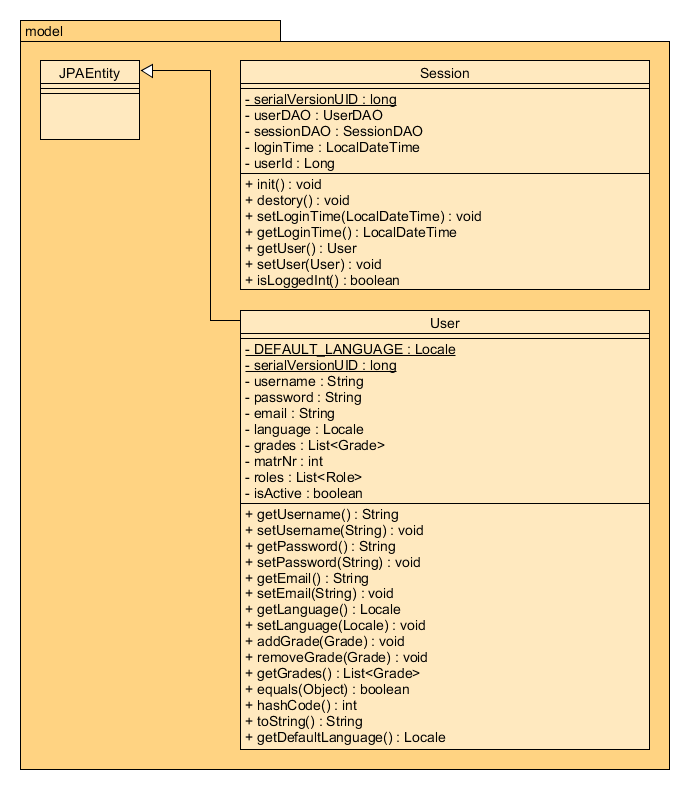 model
JPAEntity
Session
- serialVersionUID : long
- userDAO : UserDAO
- sessionDAO : SessionDAO
- loginTime : LocalDateTime
- userId : Long
+ init() : void
+ destory() : void
+ setLoginTime(LocalDateTime) : void
+ getLoginTime() : LocalDateTime
+ getUser() : User
+ setUser(User) : void
+ isLoggedInt() : boolean
User
- DEFAULT_LANGUAGE : Locale
- serialVersionUID : long
- username : String
- password : String
- email : String
- language : Locale
- grades : List<Grade>
- matrNr : int
- roles : List<Role>
- isActive : boolean
+ getUsername() : String
+ setUsername(String) : void
+ getPassword() : String
+ setPassword(String) : void
+ getEmail() : String
+ setEmail(String) : void
+ getLanguage() : Locale
+ setLanguage(Locale) : void
+ addGrade(Grade) : void
+ removeGrade(Grade) : void
+ getGrades() : List<Grade>
+ equals(Object) : boolean
+ hashCode() : int
+ toString() : String
+ getDefaultLanguage() : Locale